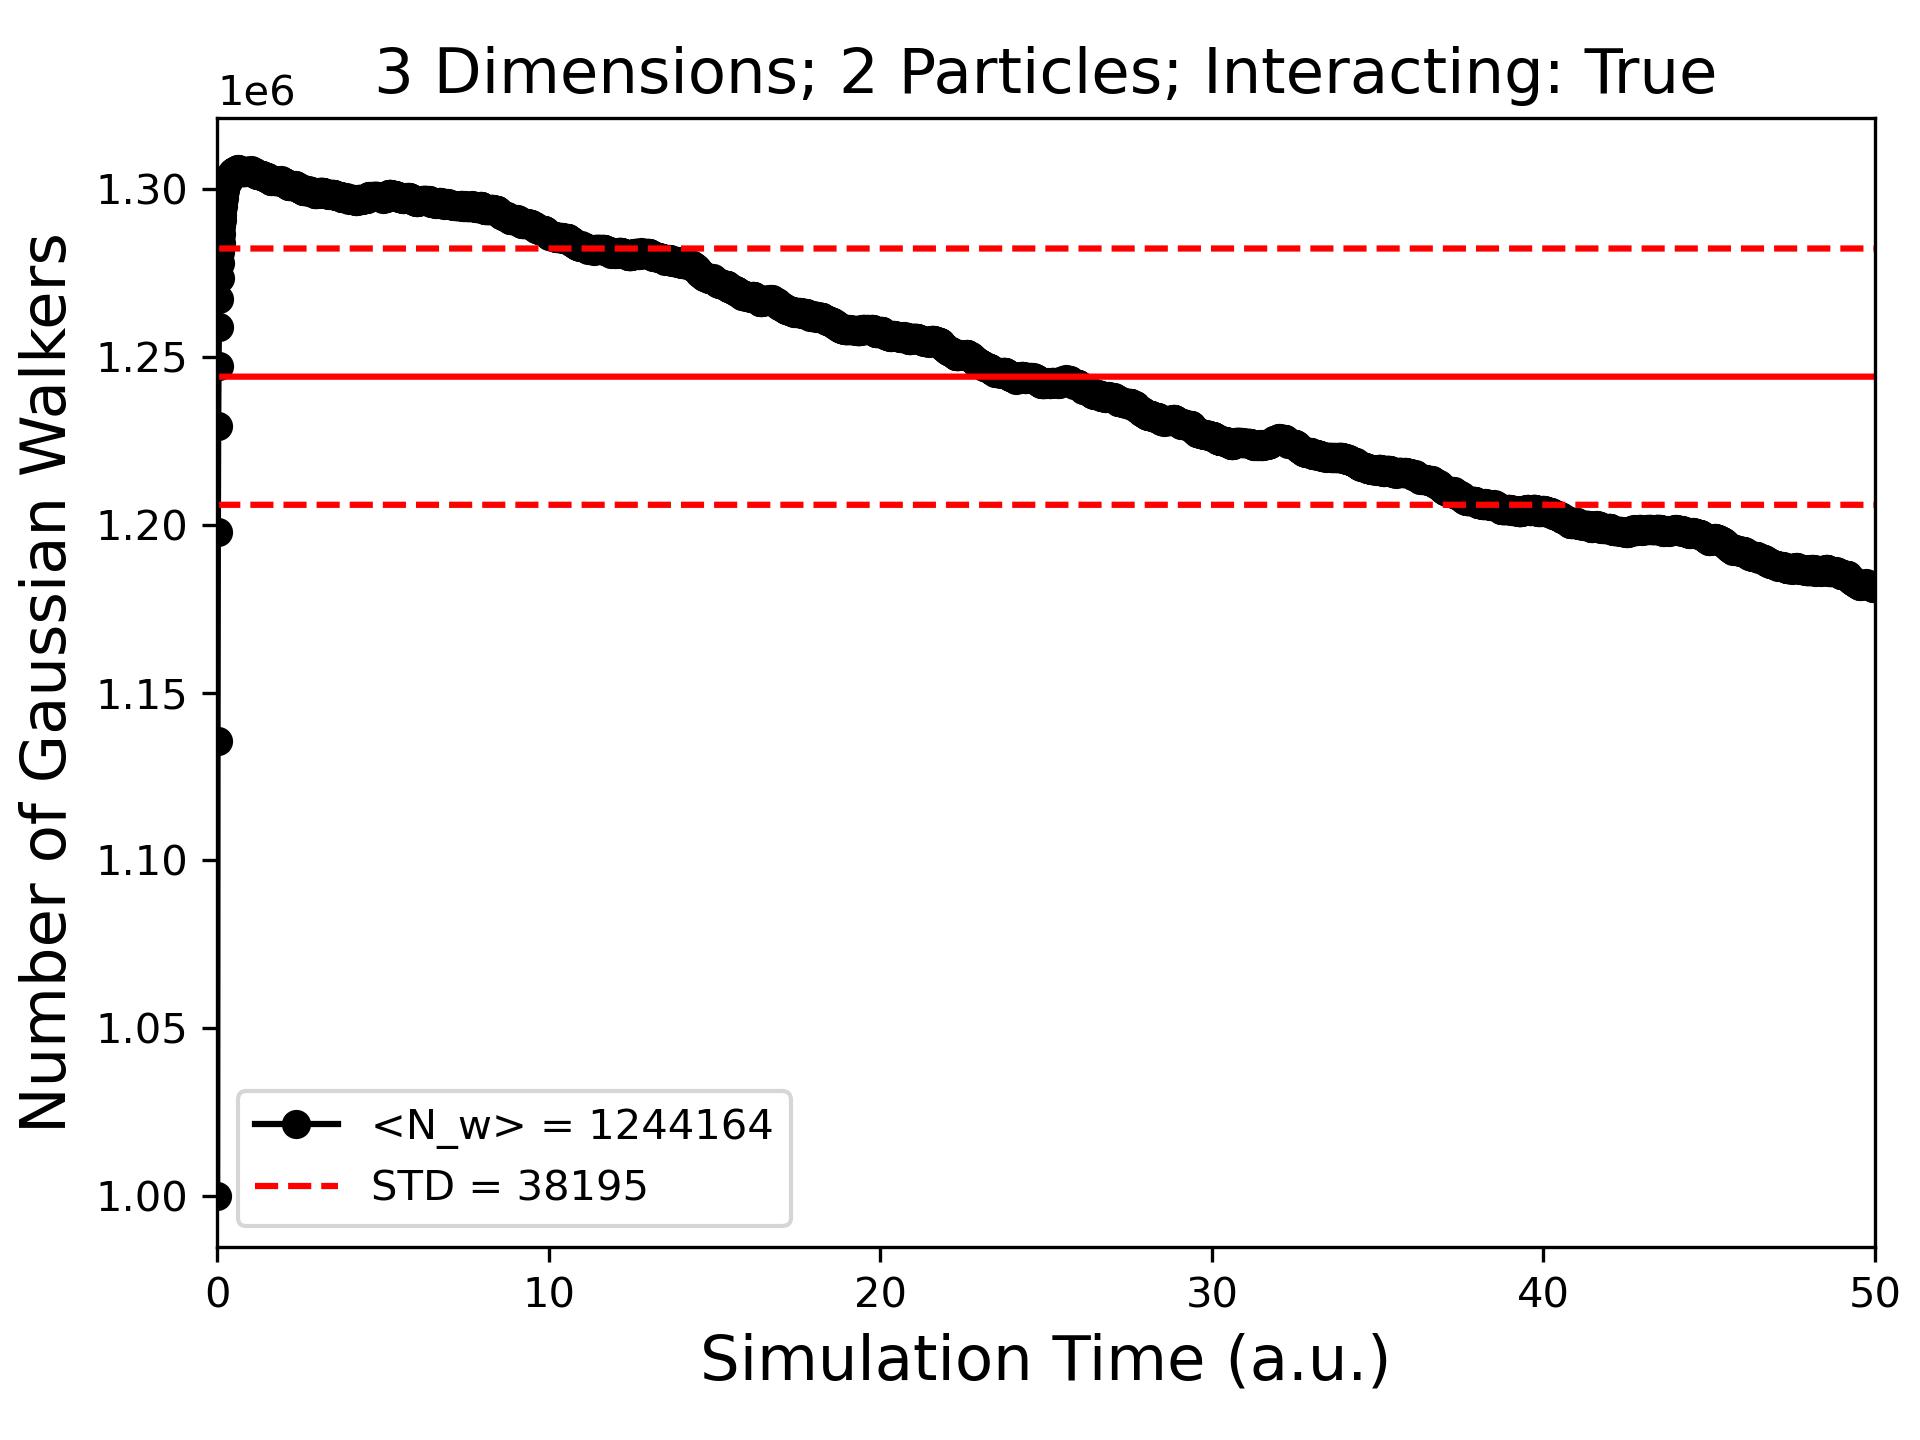 3 Dimensions; 2 Particles; Interacting: True
1e6
Number of Gaussian Walkers
1.30
1.25
1.20
1.15
1.10
1.05
1.00
<N_w> = 1244164
STD = 38195
0 10 20 30 40 50
Simulation Time (a.u.)